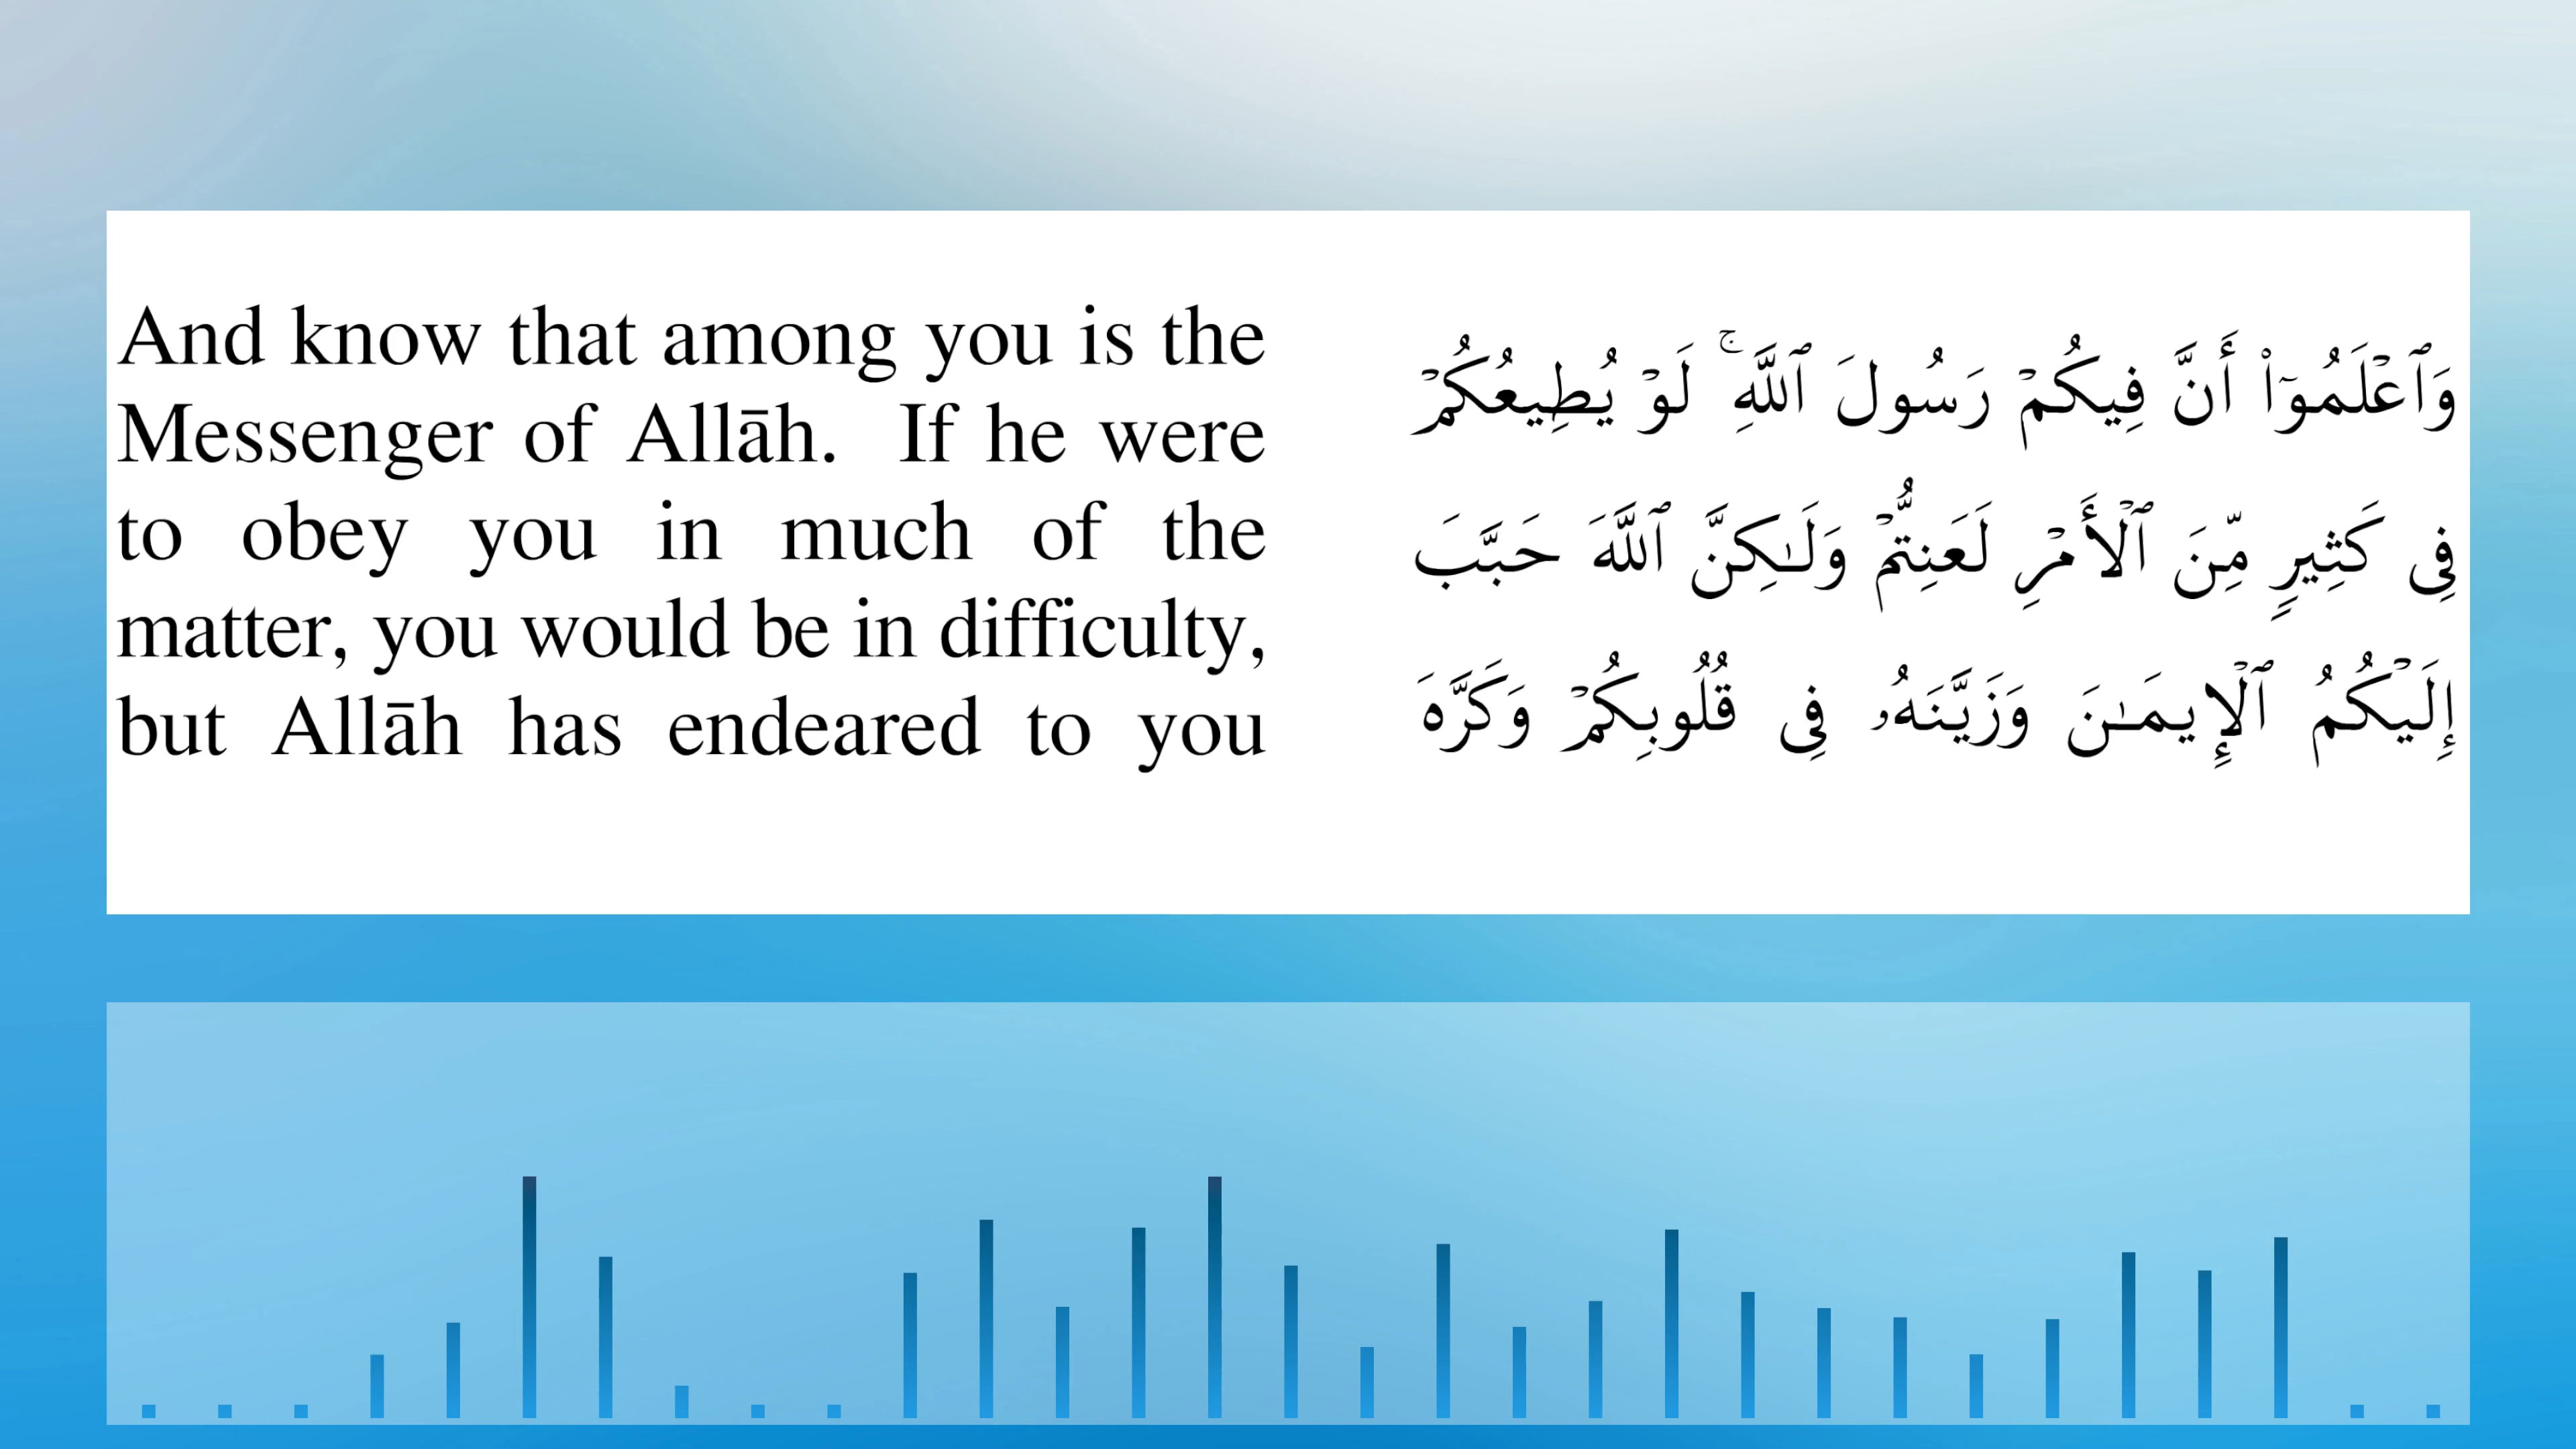 And know that among you is the
Messenger of Allāh.  If he were
to obey you in much of the
matter, you would be in difficulty,
but Allāh has endeared to you
وَٱعْلَمُوٓا۟ أَنَّ فِيكُمْ رَسُولَ ٱللَّهِ ۚ لَوْ يُطِيعُكُمْ
فِى كَثِيرٍ مِّنَ ٱلْأَمْرِ لَعَنِتُّمْ وَلَـٰكِنَّ ٱللَّهَ حَبَّبَ
إِلَيْكُمُ ٱلْإِيمَـٰنَ وَزَيَّنَهُۥ فِى قُلُوبِكُمْ وَكَرَّهَ